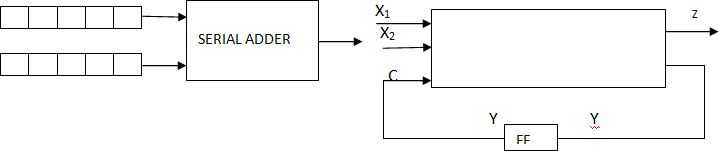 SERIAL ADDER
X1
X2
C
z
Y
Y
FF